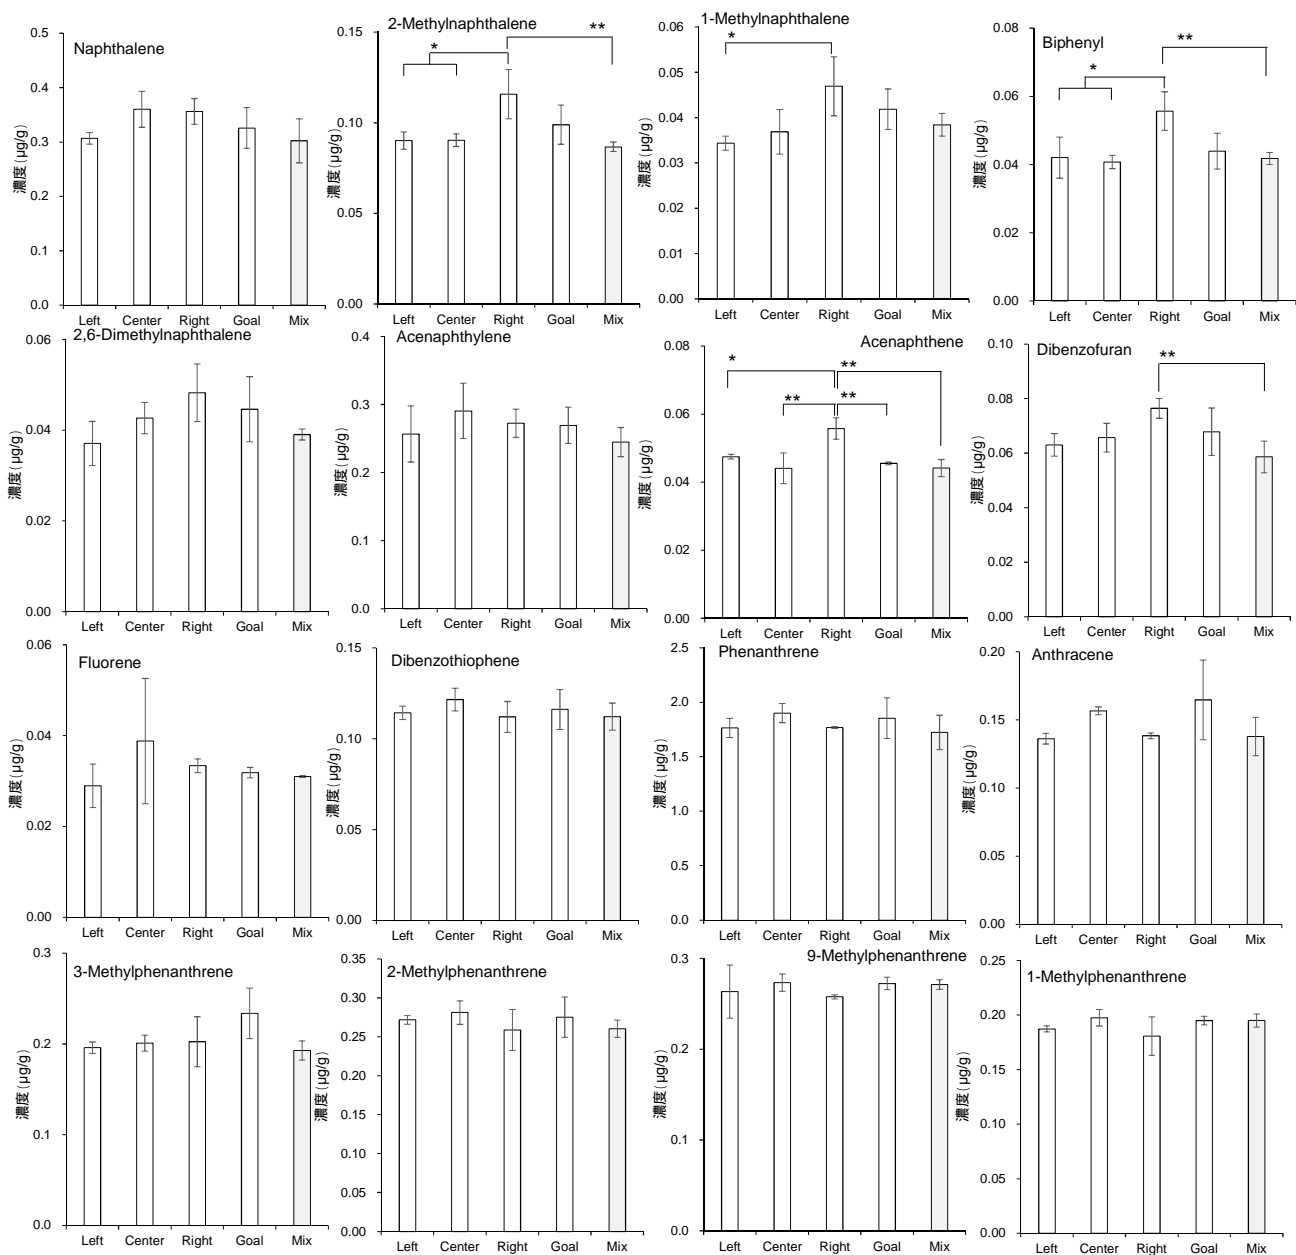 Naphthalene
濃度(µg/g)
0.5
0.4
0.3
0.2
0.1
0.0
Left Center Right Goal Mix
2-Methylnaphthalene
濃度(µg/g)
0.15
0.10
0.05
0.00
* **
Left Center Right Goal Mix
1-Methylnaphthalene
濃度(µg/g)
0.06
0.05
0.04
0.03
0.02
0.01
0.00
*
Left Center Right Goal Mix
Biphenyl
濃度(µg/g)
0.08
0.06
0.04
0.02
0.00
* **
Left Center Right Goal Mix
2,6-Dimethylnaphthalene
濃度(µg/g)
0.06
0.04
0.02
0.00
Left Center Right Goal Mix
Acenaphthylene
濃度(µg/g)
0.4
0.3
0.2
0.1
0.0
Left Center Right Goal Mix
Acenaphthene
濃度(µg/g)
0.08
0.06
0.04
0.02
0.00
* **
** **
Left Center Right Goal Mix
Dibenzofuran
濃度(µg/g)
0.10
0.08
0.06
0.04
0.02
0.00
**
Left Center Right Goal Mix
Fluorene
濃度(µg/g)
0.06
0.04
0.02
0.00
Left Center Right Goal Mix
Dibenzothiophene
濃度(µg/g)
0.15
0.10
0.05
0.00
Left Center Right Goal Mix
Phenanthrene
濃度(µg/g)
2.5
2.0
1.5
1.0
0.5
0.0
Left Center Right Goal Mix
Anthracene
濃度(µg/g)
0.20
0.15
0.10
0.05
0.00
Left Center Right Goal Mix
3-Methylphenanthrene
濃度(µg/g)
0.3
0.2
0.1
0.0
Left Center Right Goal Mix
2-Methylphenanthrene
濃度(µg/g)
0.35
0.30
0.25
0.20
0.15
0.10
0.05
0.00
Left Center Right Goal Mix
9-Methylphenanthrene
濃度(µg/g)
0.3
0.2
0.1
0.0
Left Center Right Goal Mix
1-Methylphenanthrene
濃度(µg/g)
0.25
0.20
0.15
0.10
0.05
0.00
Left Center Right Goal Mix